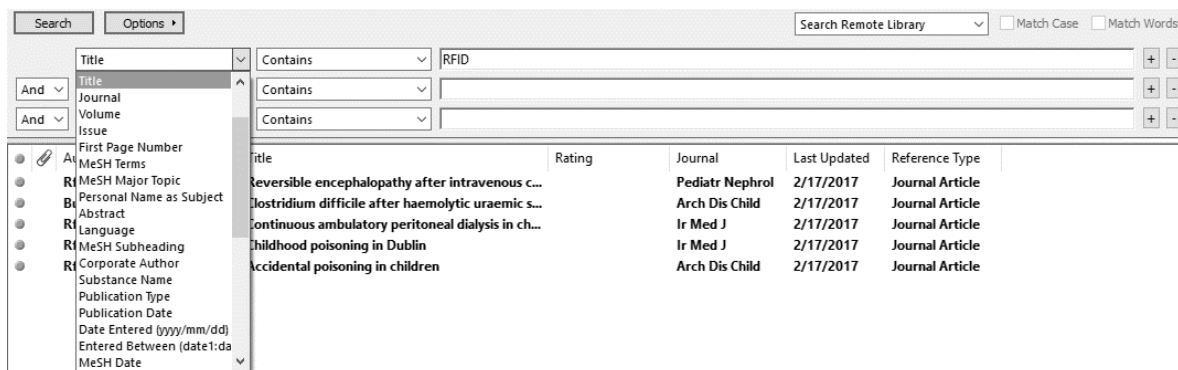 Search Options Search Remote Library Match Case Match Words
Title Contains RFID + -
And Contains + -
And Contains + -
Title
Journal
Volume
Issue
First Page Number
MeSH Terms
MeSH Major Topic
Personal Name as Subject
Abstract
Language
MeSH Subheading
Corporate Author
Substance Name
Publication Type
Publication Date
Date Entered (yyyy/mm/dd)
Entered Between (date1:da
MeSH Date
Title Rating Journal Last Updated Reference Type
Reversible encephalopathy after intravenous c... Pediatr Nephrol 2/17/2017 Journal Article
Clostridium difficile after haemolytic uraemic s... Arch Dis Child 2/17/2017 Journal Article
Continuous ambulatory peritoneal dialysis in ch... Ir Med J 2/17/2017 Journal Article
Childhood poisoning in Dublin Ir Med J 2/17/2017 Journal Article
Accidental poisoning in children Arch Dis Child 2/17/2017 Journal Article